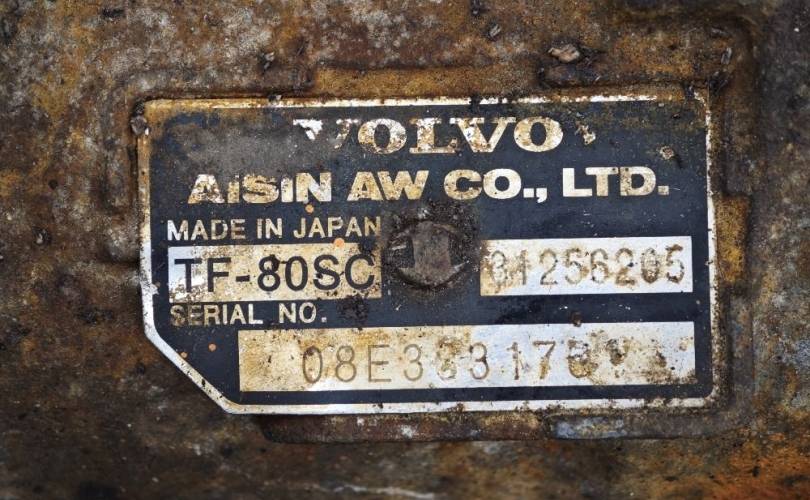 VOLVO
AISIN AW CO., LTD.
MADE IN JAPAN
TF-80SC 31256205
SERIAL NO.